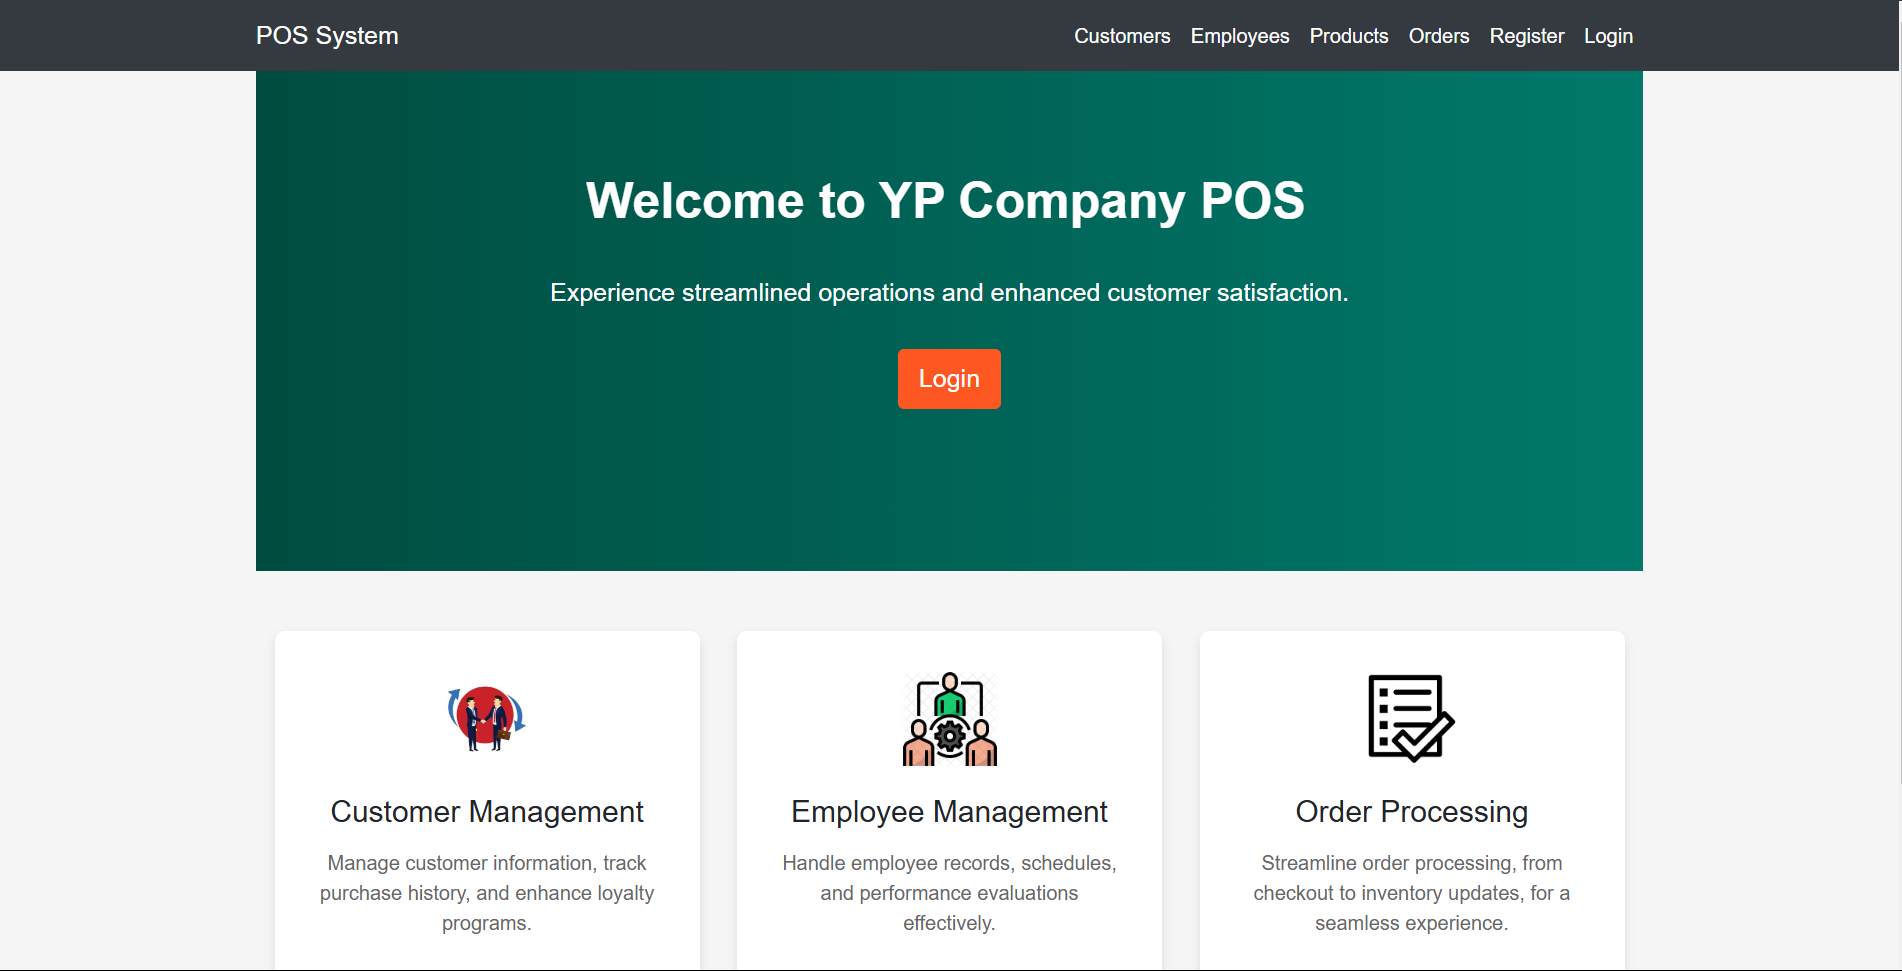 POS System
Customers Employees Products Orders Register Login
Welcome to YP Company POS
Experience streamlined operations and enhanced customer satisfaction.
Login
Customer Management
Manage customer information, track
purchase history, and enhance loyalty
programs.
Employee Management
Handle employee records, schedules,
and performance evaluations
effectively.
Order Processing
Streamline order processing, from
checkout to inventory updates, for a
seamless experience.